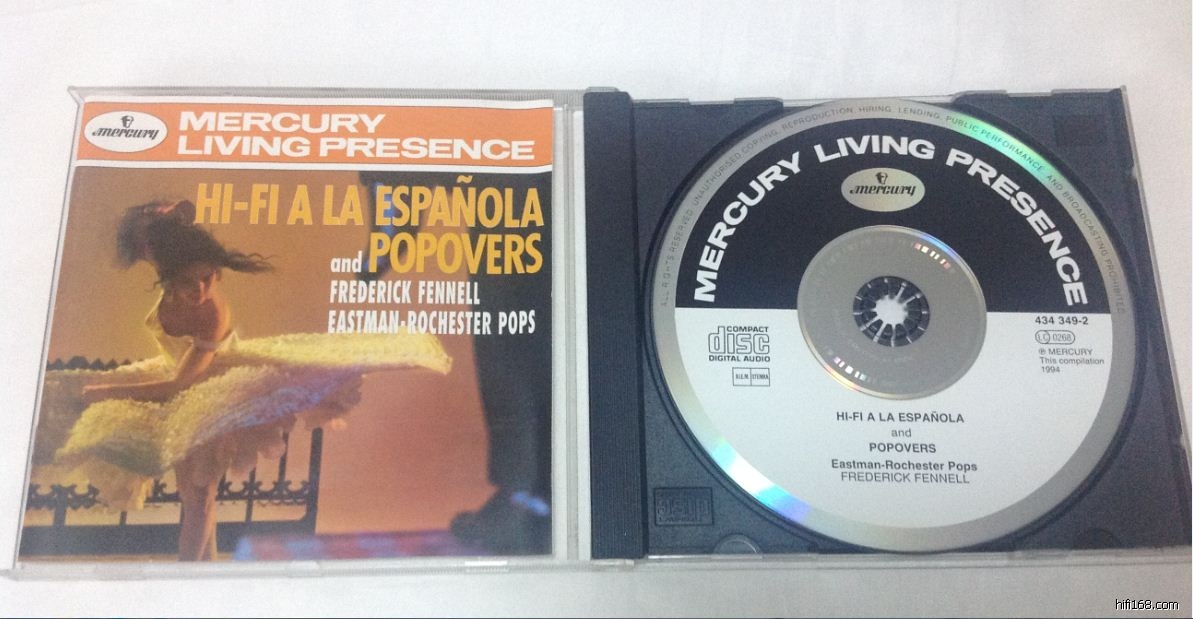 mercury
MERCURY
LIVING PRESENCE
HI-FI A LA ESPAÑOLA
and POPOVERS
FREDERICK FENNELL
EASTMAN-ROCHESTER POPS
ALL RIGHTS RESERVED. UNAUTHORISED COPYING, REPRODUCTION, HIRING, LENDING, PUBLIC PERFORMANCE AND BROADCASTING PROHIBITED
MERCURY LIVING PRESENCE
mercury
COMPACT
disc
DIGITAL AUDIO
B.I.E.M. STEMRA
434 349-2
LC 0268
℗ MERCURY
This compilation
1994
HI-FI A LA ESPAÑOLA
and
POPOVERS
Eastman-Rochester Pops
FREDERICK FENNELL
disc
hifi168.com